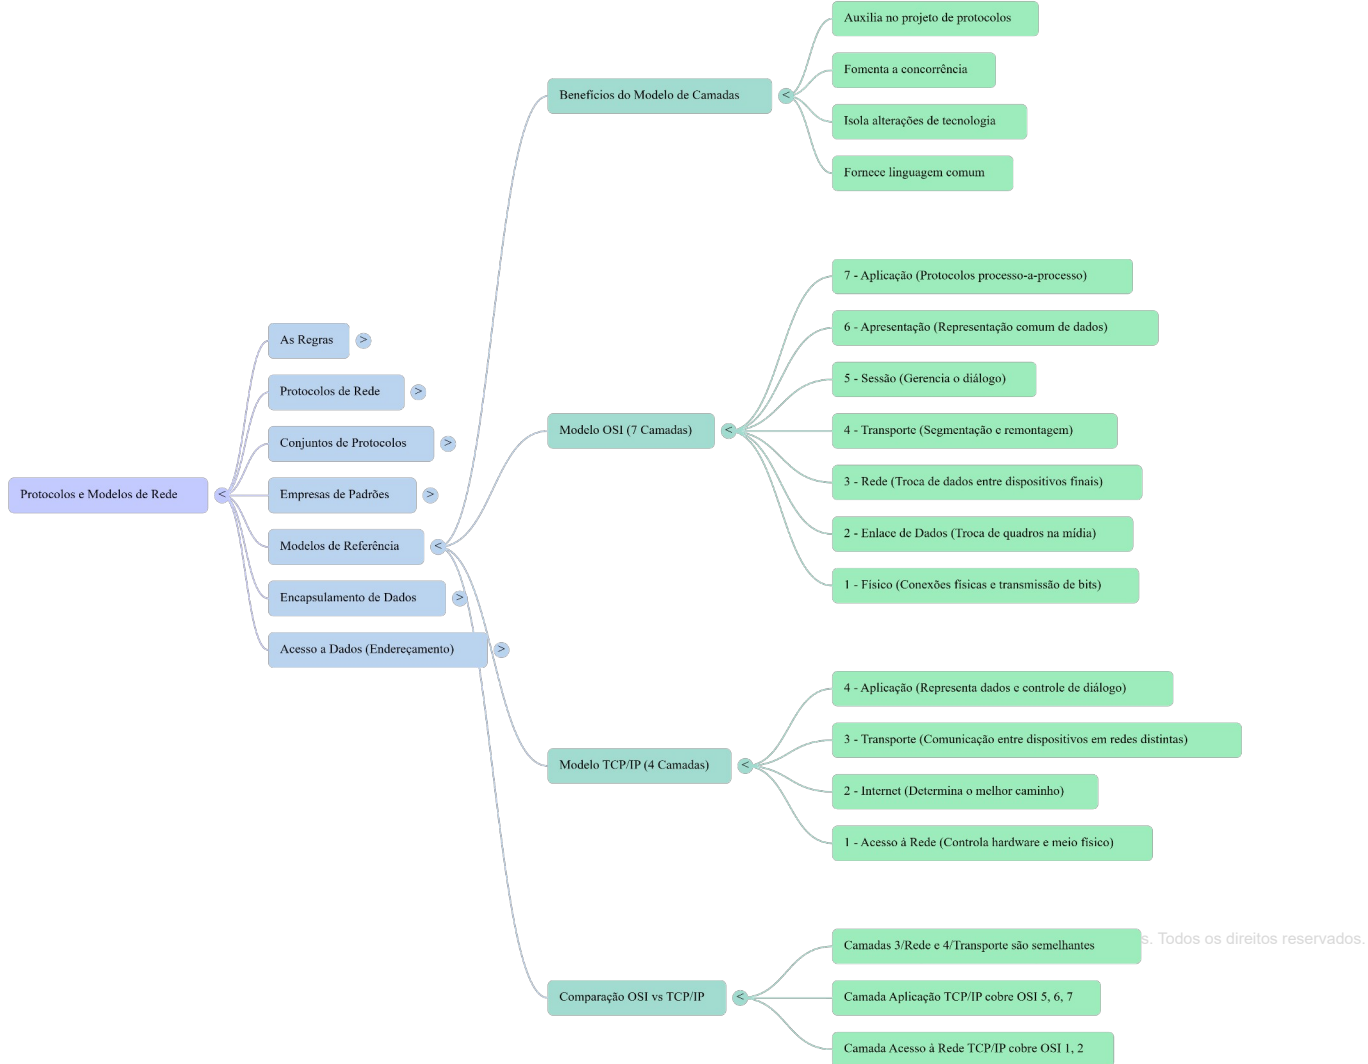 Protocolos e Modelos de Rede
<
As Regras
>
Protocolos de Rede
>
Conjuntos de Protocolos
>
Empresas de Padrões
>
Modelos de Referência
<
Encapsulamento de Dados
>
Acesso a Dados (Endereçamento)
>
Benefícios do Modelo de Camadas
<
Auxilia no projeto de protocolos
Fomenta a concorrência
Isola alterações de tecnologia
Fornece linguagem comum
Modelo OSI (7 Camadas)
<
7 - Aplicação (Protocolos processo-a-processo)
6 - Apresentação (Representação comum de dados)
5 - Sessão (Gerencia o diálogo)
4 - Transporte (Segmentação e remontagem)
3 - Rede (Troca de dados entre dispositivos finais)
2 - Enlace de Dados (Troca de quadros na mídia)
1 - Físico (Conexões físicas e transmissão de bits)
Modelo TCP/IP (4 Camadas)
<
4 - Aplicação (Representa dados e controle de diálogo)
3 - Transporte (Comunicação entre dispositivos em redes distintas)
2 - Internet (Determina o melhor caminho)
1 - Acesso à Rede (Controla hardware e meio físico)
Comparação OSI vs TCP/IP
<
Camadas 3/Rede e 4/Transporte são semelhantes
Camada Aplicação TCP/IP cobre OSI 5, 6, 7
Camada Acesso à Rede TCP/IP cobre OSI 1, 2
s. Todos os direitos reservados.